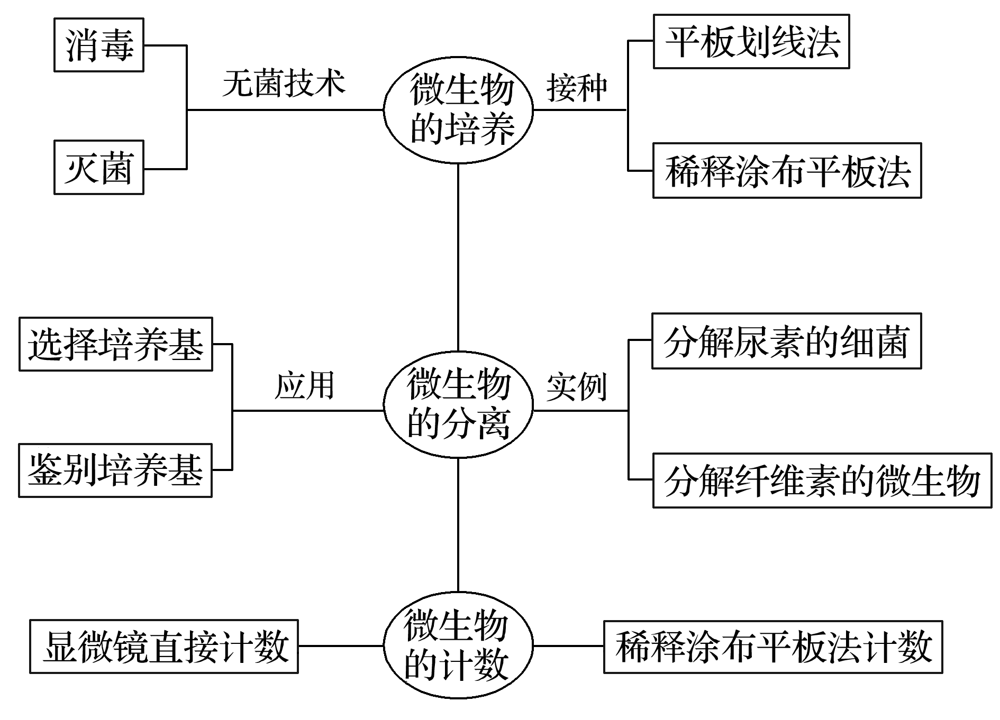 消毒
灭菌
无菌技术
微生物
的培养
接种
平板划线法
稀释涂布平板法
选择培养基
鉴别培养基
应用
微生物
的分离
实例
分解尿素的细菌
分解纤维素的微生物
显微镜直接计数
微生物
的计数
稀释涂布平板法计数